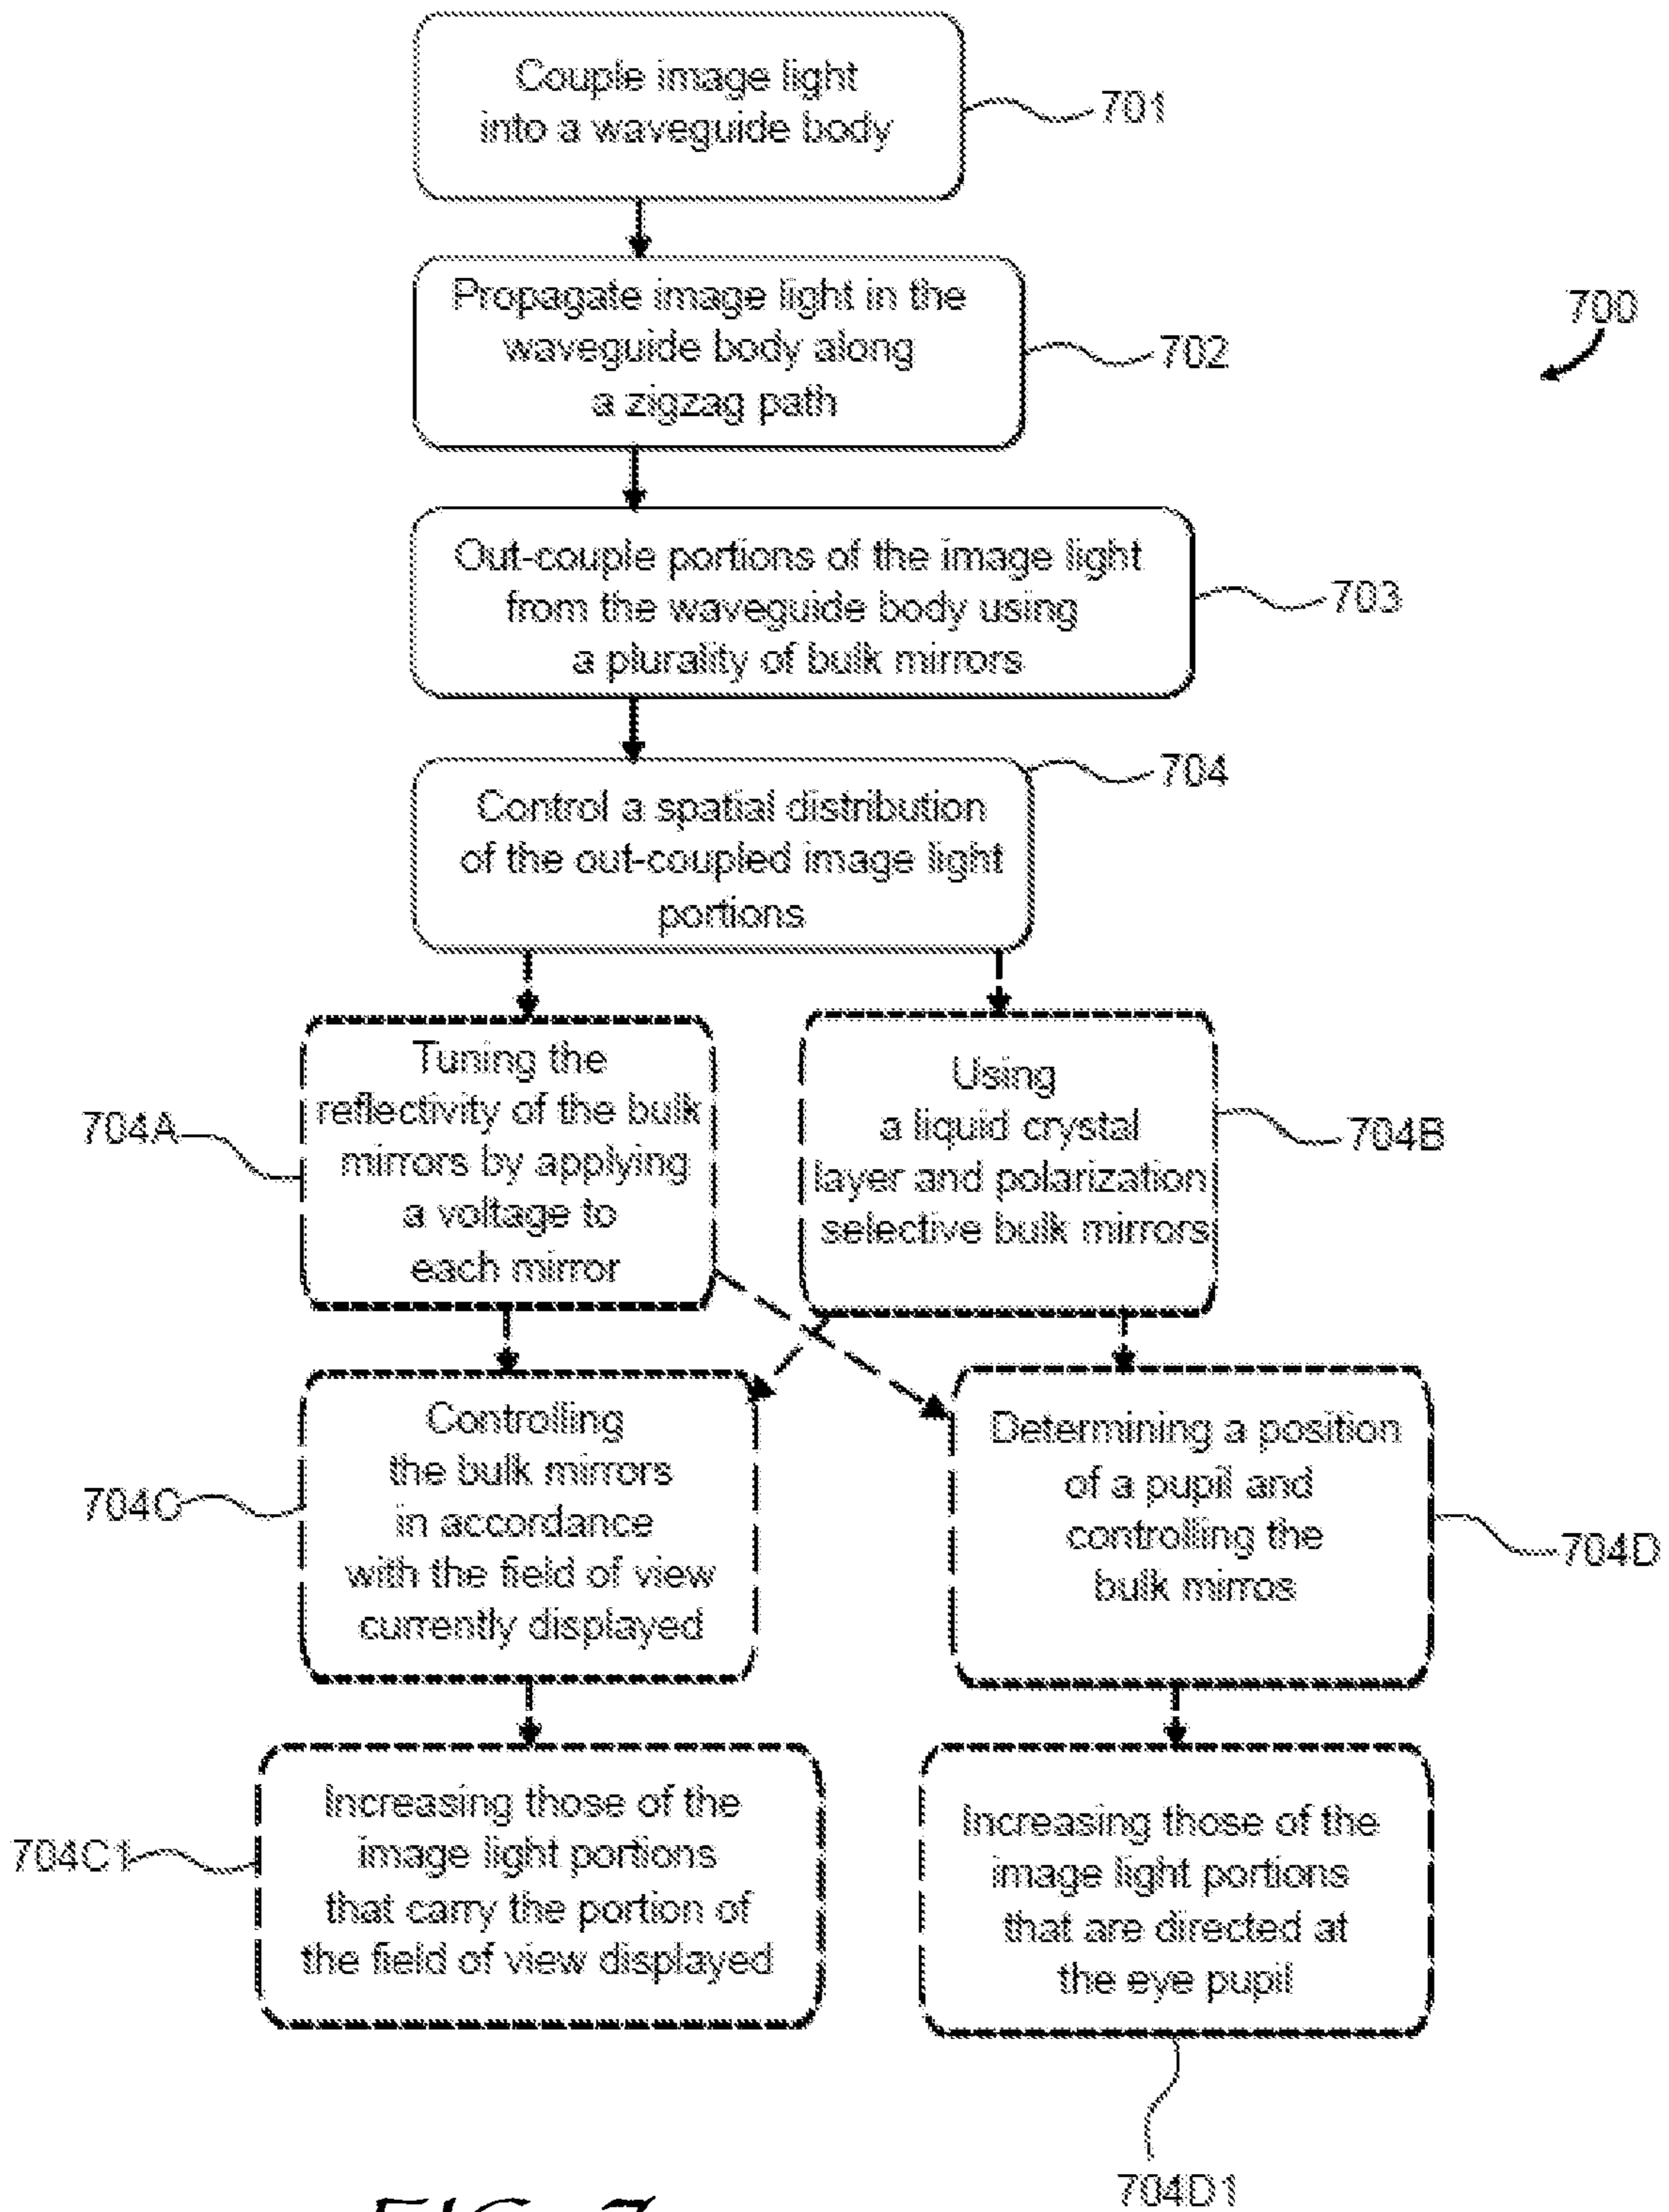 Couple image light
into a waveguide body
701
Propagate image light in the
waveguide body along
a zigzag path
702
700
Out-couple portions of the image light
from the waveguide body using
a plurality of bulk mirrors
703
Control a spatial distribution
of the out-coupled image light
portions
704
Tuning the
reflectivity of the bulk
mirrors by applying
a voltage to
each mirror
704A
Using
a liquid crystal
layer and polarization
selective bulk mirrors
704B
Controlling
the bulk mirrors
in accordance
with the field of view
currently displayed
704C
Determining a position
of a pupil and
controlling the
bulk mirros
704D
Increasing those of the
image light portions
that carry the portion of
the field of view displayed
704C1
Increasing those of the
image light portions
that are directed at
the eye pupil
704D1
FIG. 7